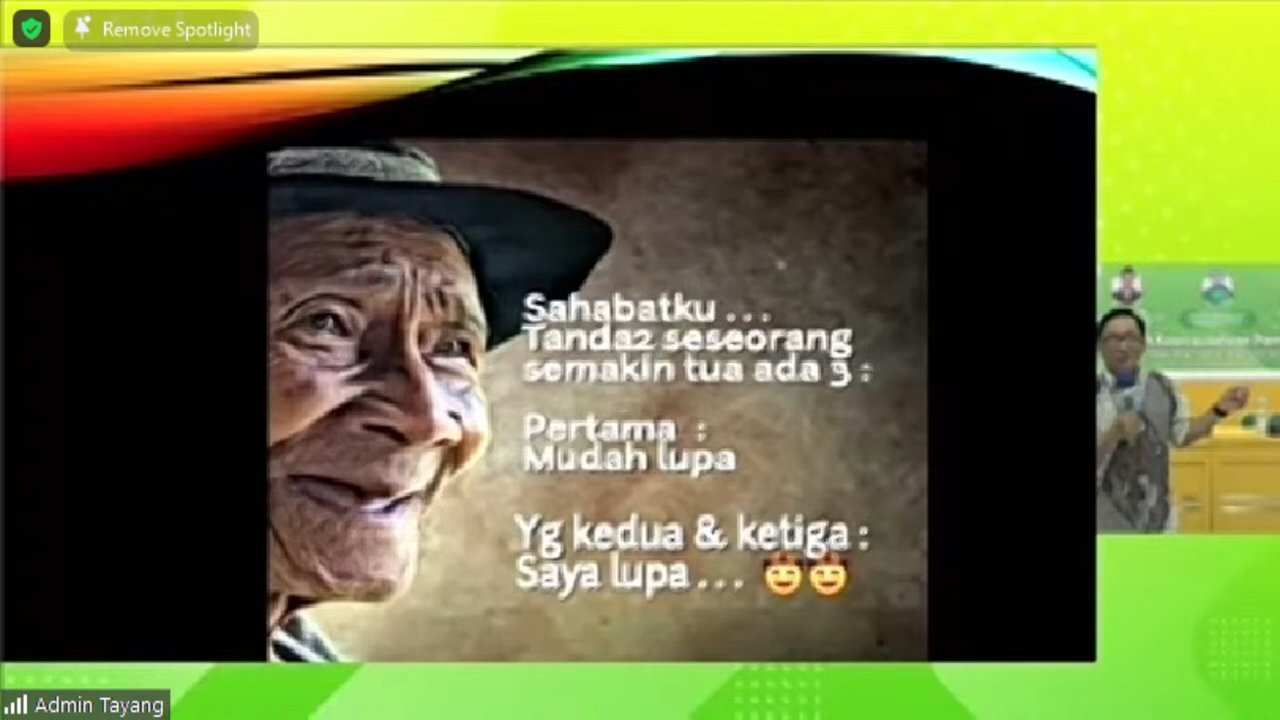 Remove Spotlight
Sahabatku . . .
Tanda2 seseorang
semakin tua ada 3 :
Pertama :
Mudah lupa
Yg kedua & ketiga :
Saya lupa . . . 😍😍
Admin Tayang